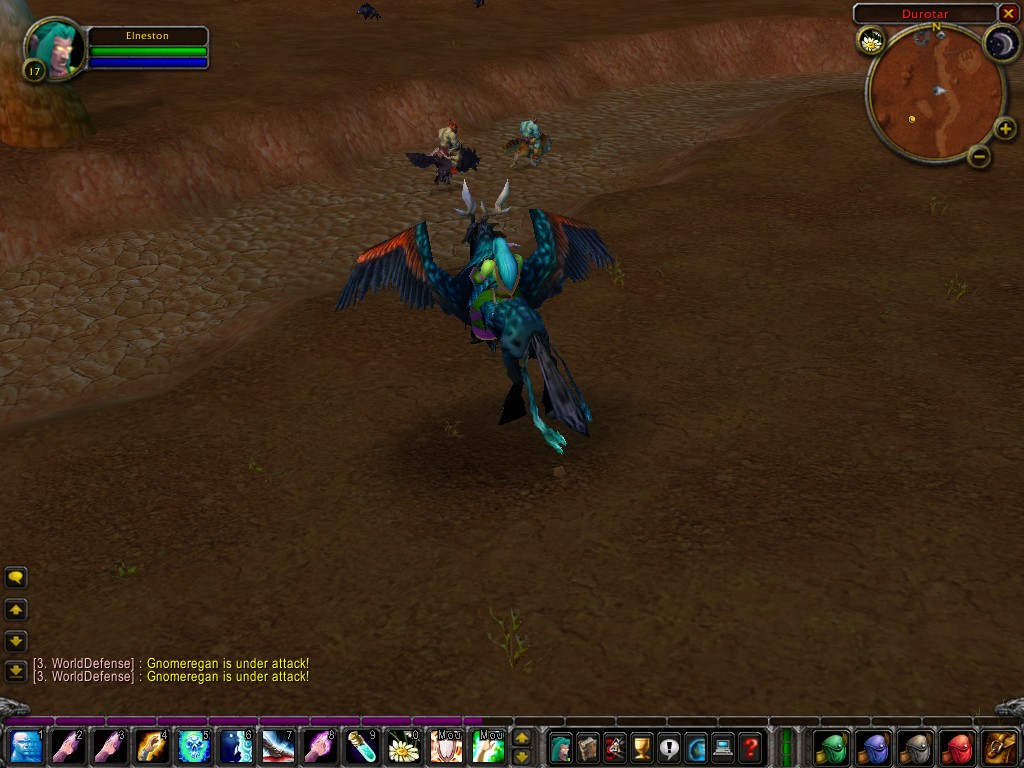 Elneston
17
Durotar
N
[3. WorldDefense] : Gnomeregan is under attack!
[3. WorldDefense] : Gnomeregan is under attack!
1 2 3 4 5 6 7 8 9 0 Mou Mou